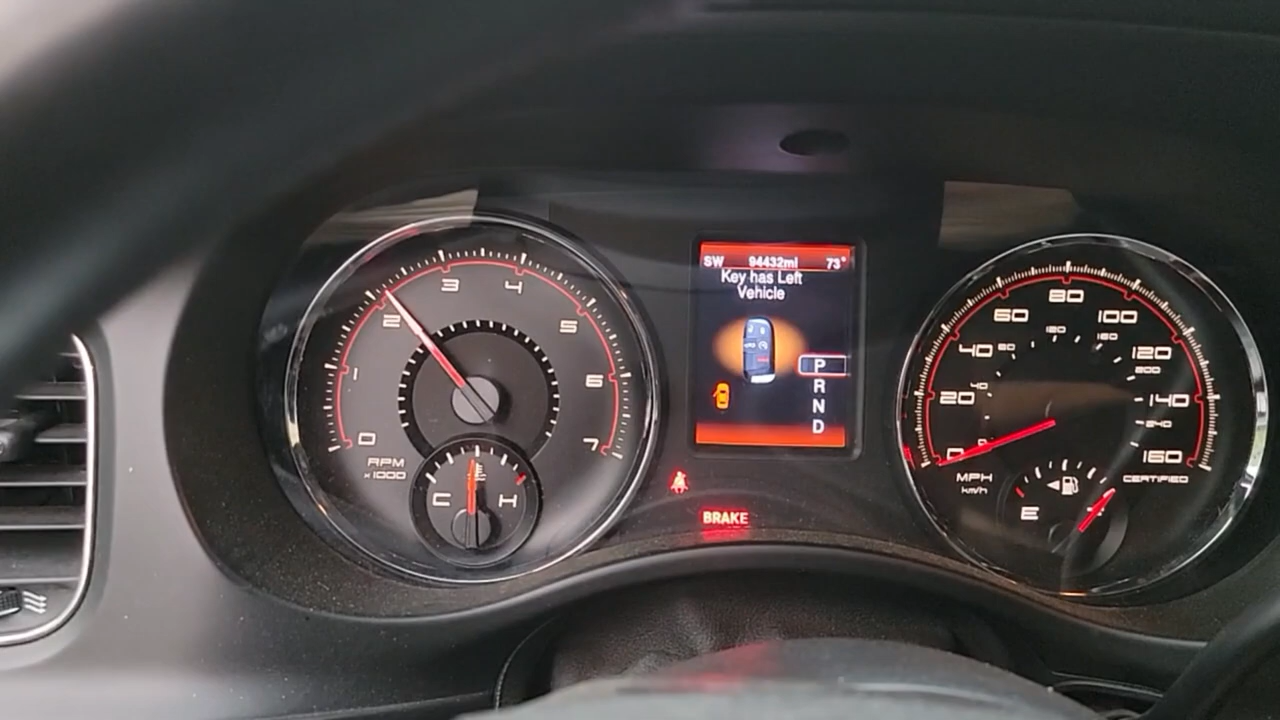 SW 94432mi 73°
Key has Left
Vehicle
P
R
N
D
0 1 2 3 4 5 6 7
RPM
x1000
C H
BRAKE
0 20 40 60 80 100 120 140 160
MPH
km/h
CERTIFIED
E